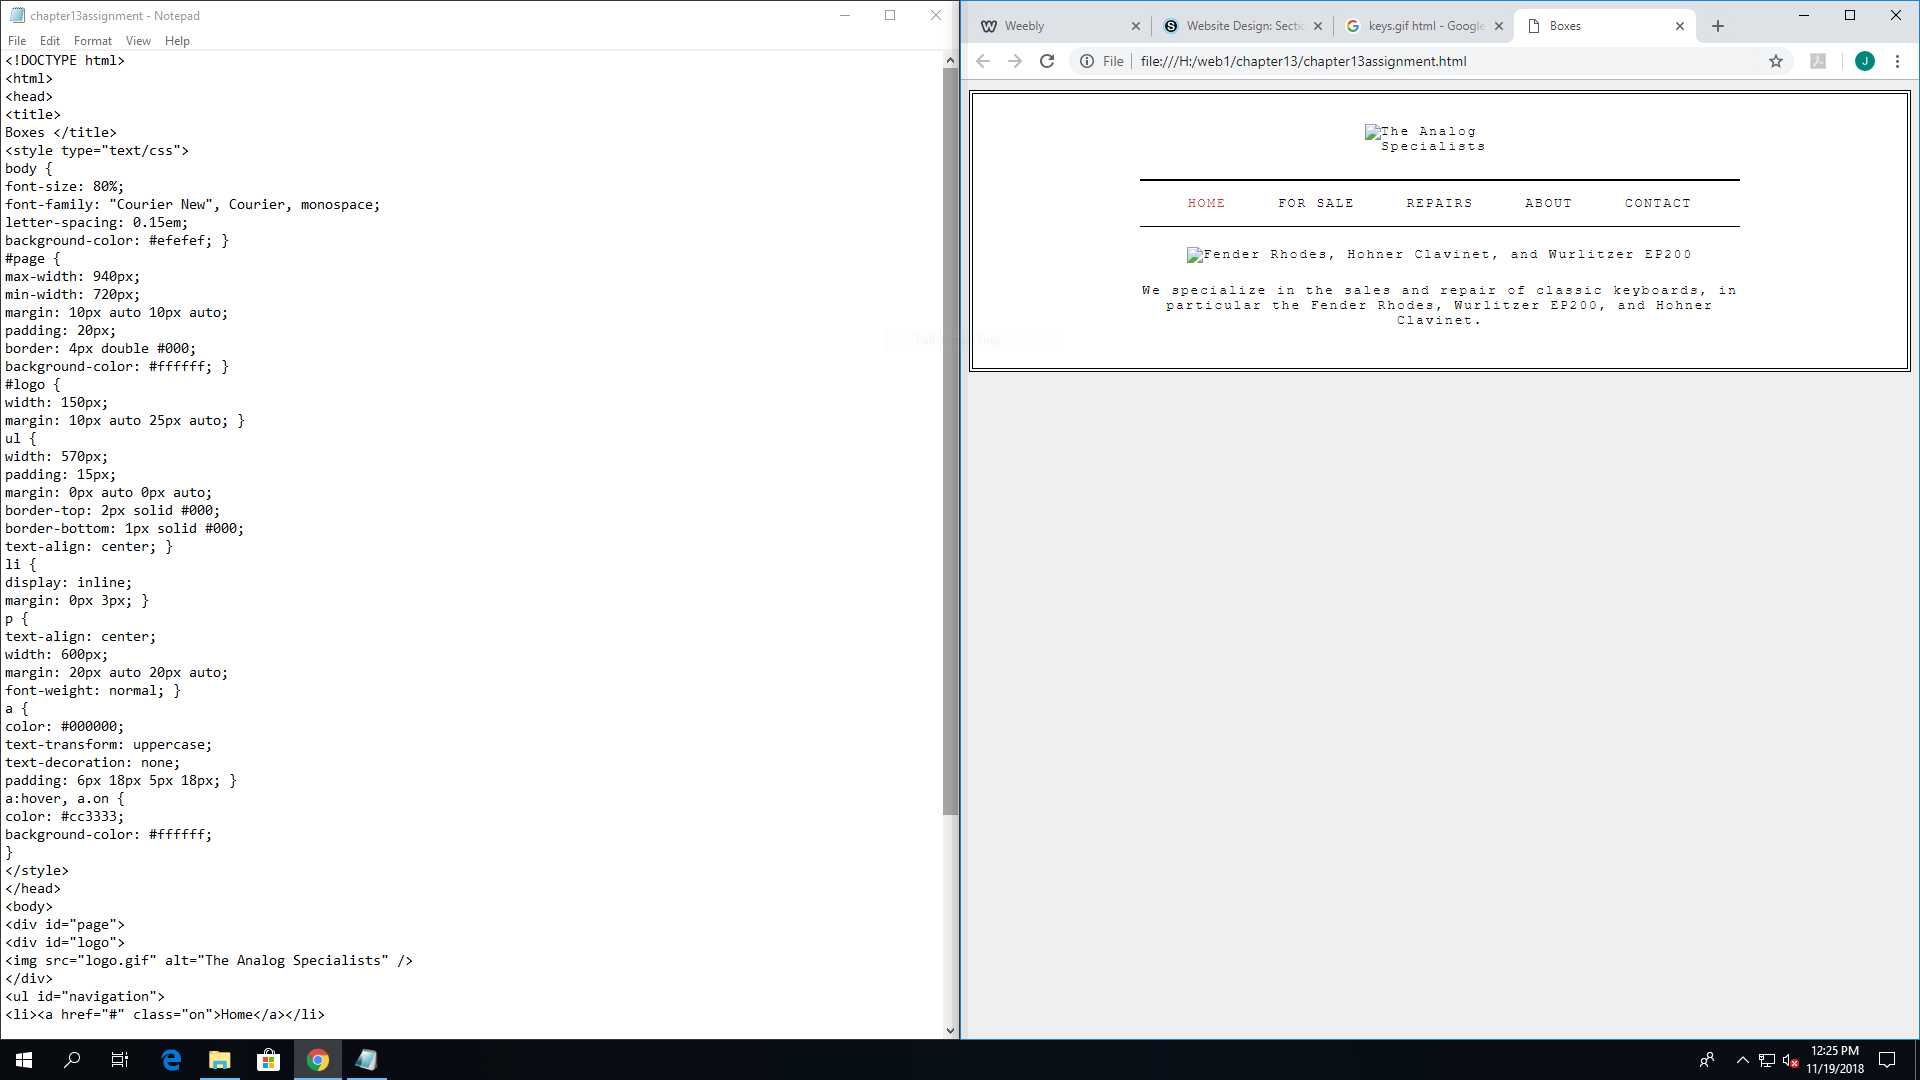 chapter13assignment - Notepad
File Edit Format View Help
<!DOCTYPE html>
<html>
<head>
<title>
Boxes </title>
<style type="text/css">
body {
font-size: 80%;
font-family: "Courier New", Courier, monospace;
letter-spacing: 0.15em;
background-color: #efefef; }
#page {
max-width: 940px;
min-width: 720px;
margin: 10px auto 10px auto;
padding: 20px;
border: 4px double #000;
background-color: #ffffff; }
#logo {
width: 150px;
margin: 10px auto 25px auto; }
ul {
width: 570px;
padding: 15px;
margin: 0px auto 0px auto;
border-top: 2px solid #000;
border-bottom: 1px solid #000;
text-align: center; }
li {
display: inline;
margin: 0px 3px; }
p {
text-align: center;
width: 600px;
margin: 20px auto 20px auto;
font-weight: normal; }
a {
color: #000000;
text-transform: uppercase;
text-decoration: none;
padding: 6px 18px 5px 18px; }
a:hover, a.on {
color: #cc3333;
background-color: #ffffff;
}
</style>
</head>
<body>
<div id="page">
<div id="logo">
<img src="logo.gif" alt="The Analog Specialists" />
</div>
<ul id="navigation">
<li><a href="#" class="on">Home</a></li>
Weebly
Website Design: Secti
keys.gif html - Google
Boxes
File file:///H:/web1/chapter13/chapter13assignment.html
J
The Analog
Specialists
HOME FOR SALE REPAIRS ABOUT CONTACT
Fender Rhodes, Hohner Clavinet, and Wurlitzer EP200
We specialize in the sales and repair of classic keyboards, in
particular the Fender Rhodes, Wurlitzer EP200, and Hohner
Clavinet.
12:25 PM
11/19/2018